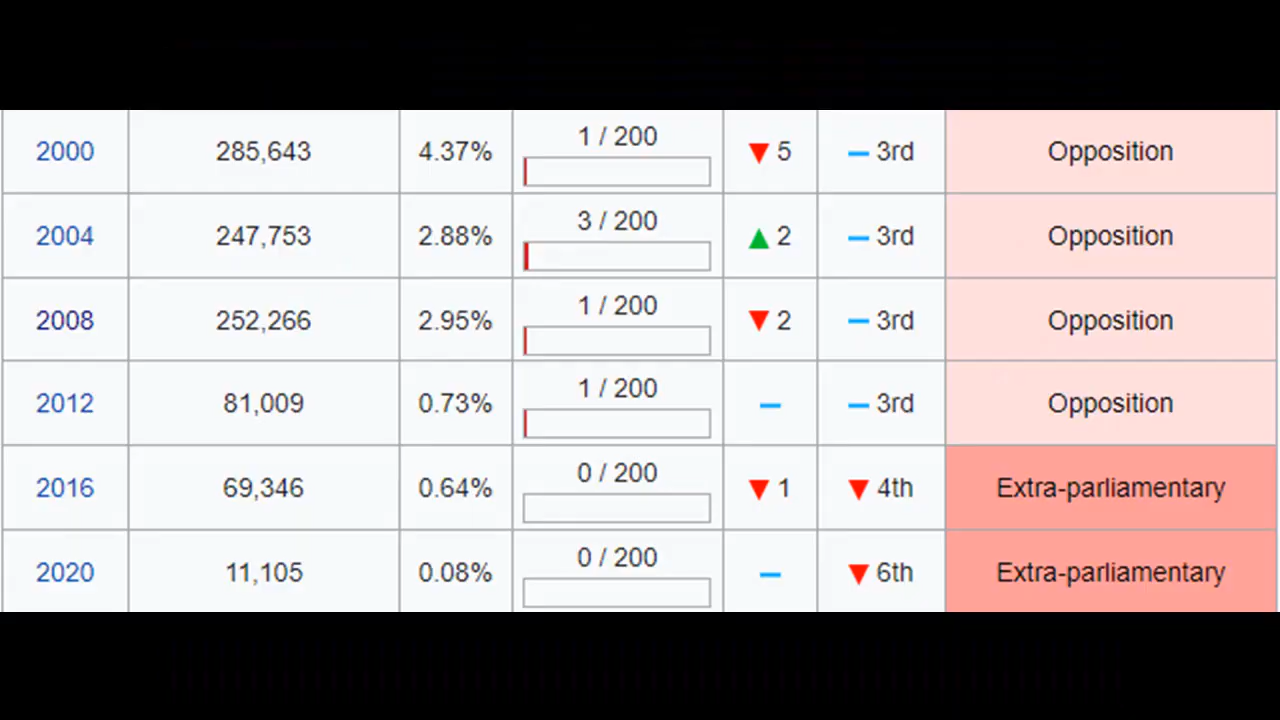 2000 285,643 4.37% 1 / 200 ▼ 5 – 3rd Opposition
2004 247,753 2.88% 3 / 200 ▲ 2 – 3rd Opposition
2008 252,266 2.95% 1 / 200 ▼ 2 – 3rd Opposition
2012 81,009 0.73% 1 / 200 – – 3rd Opposition
2016 69,346 0.64% 0 / 200 ▼ 1 ▼ 4th Extra-parliamentary
2020 11,105 0.08% 0 / 200 – ▼ 6th Extra-parliamentary